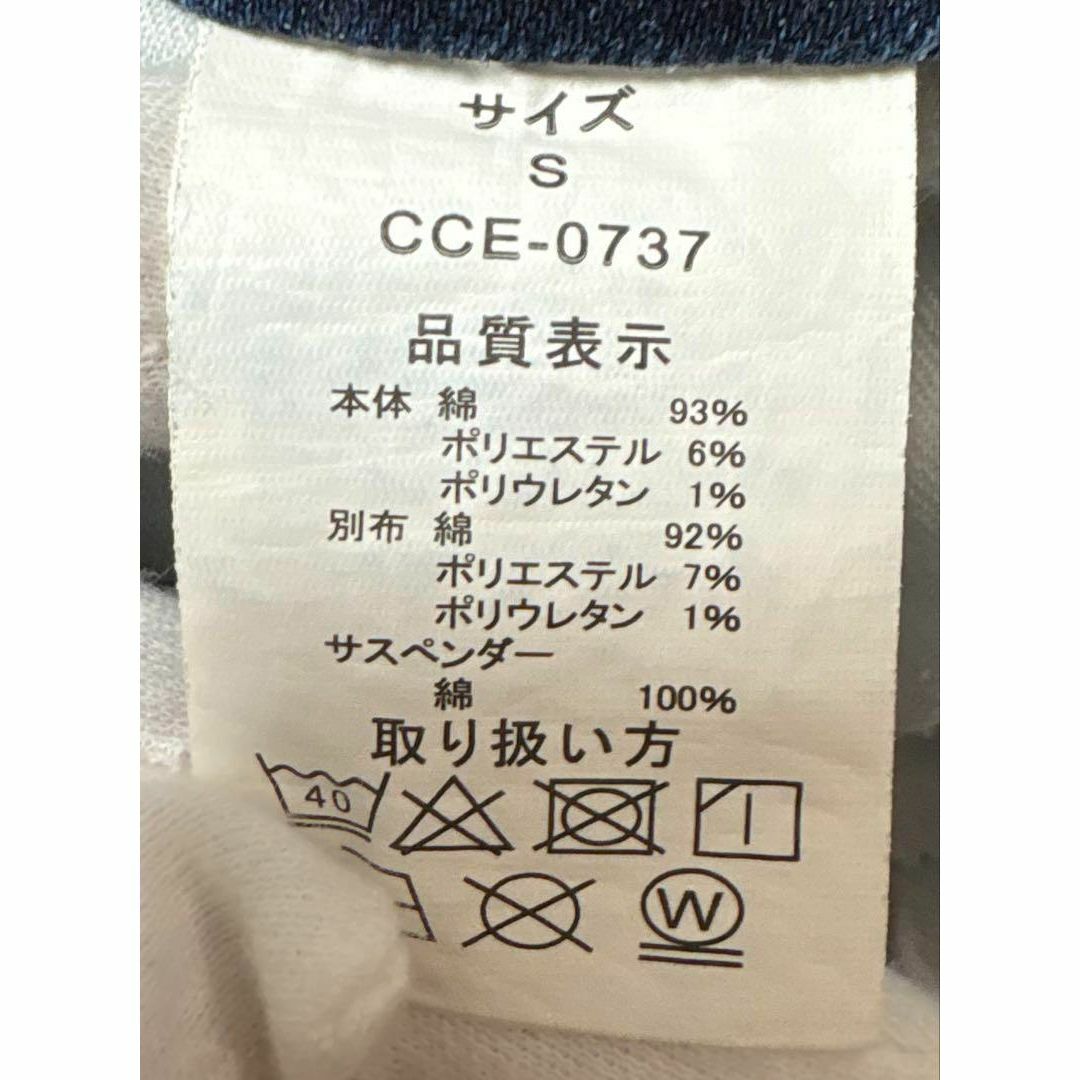 サイズ
S
CCE-0737
品質表示
本体 綿 93%
ポリエステル 6%
ポリウレタン 1%
別布 綿 92%
ポリエステル 7%
ポリウレタン 1%
サスペンダー
綿 100%
取り扱い方
40
W